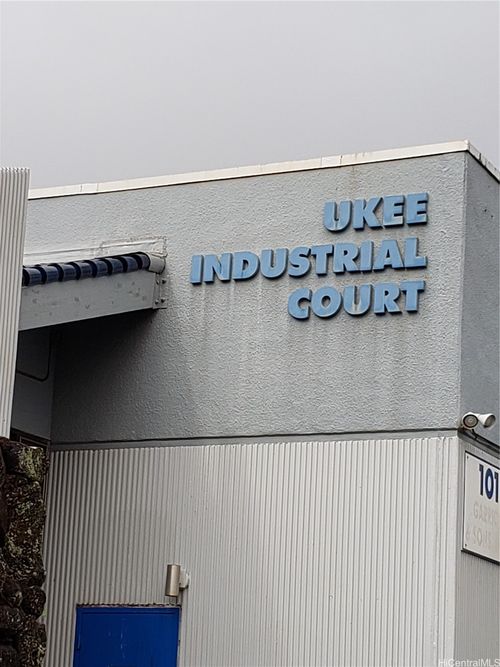 UKEE
INDUSTRIAL
COURT
101
HiCentralMLS